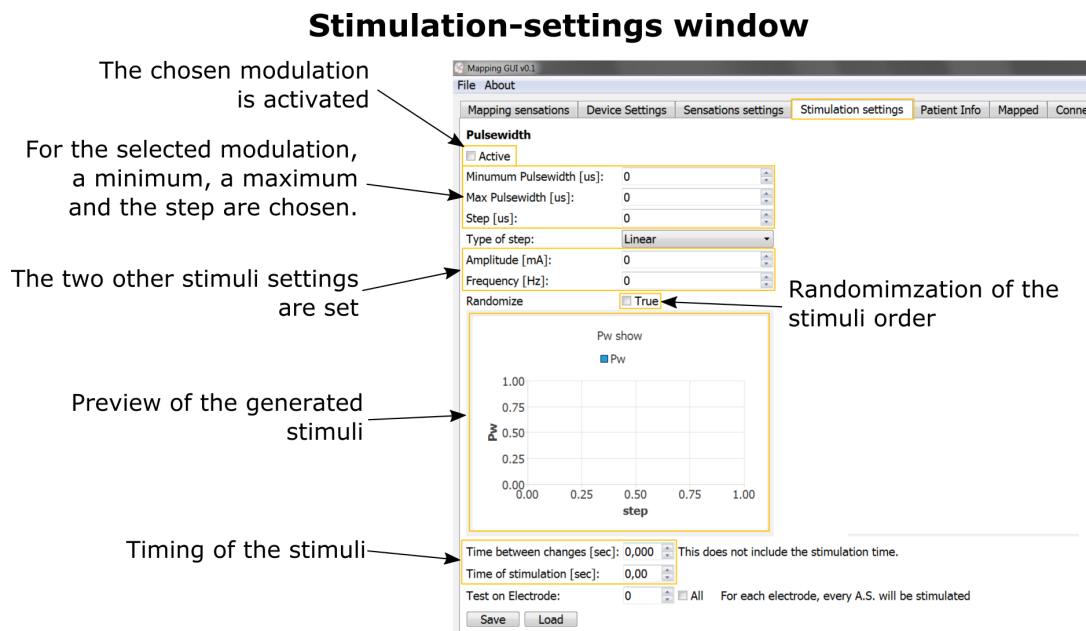 Stimulation-settings window
The chosen modulation
is activated
For the selected modulation,
a minimum, a maximum
and the step are chosen.
The two other stimuli settings
are set
Preview of the generated
stimuli
Timing of the stimuli
Randomimzation of the
stimuli order
Mapping GUI v0.1
File About
Mapping sensations Device Settings Sensations settings Stimulation settings Patient Info Mapped Conne
Pulsewidth
Active
Minumum Pulsewidth [us]: 0
Max Pulsewidth [us]: 0
Step [us]: 0
Type of step: Linear
Amplitude [mA]: 0
Frequency [Hz]: 0
Randomize True
Pw show
Pw
1.00
0.75
0.50
0.25
0.00
Pw
0.00 0.25 0.50 0.75 1.00
step
Time between changes [sec]: 0,000 This does not include the stimulation time.
Time of stimulation [sec]: 0,00
Test on Electrode: 0 All For each electrode, every A.S. will be stimulated
Save Load